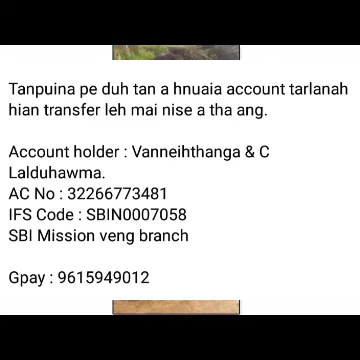 Tanpuina pe duh tan a hnuaia account tarlanah
hian transfer leh mai nise a tha ang.
Account holder : Vanneihthanga & C
Lalduhawma.
AC No : 32266773481
IFS Code : SBIN0007058
SBI Mission veng branch
Gpay : 9615949012